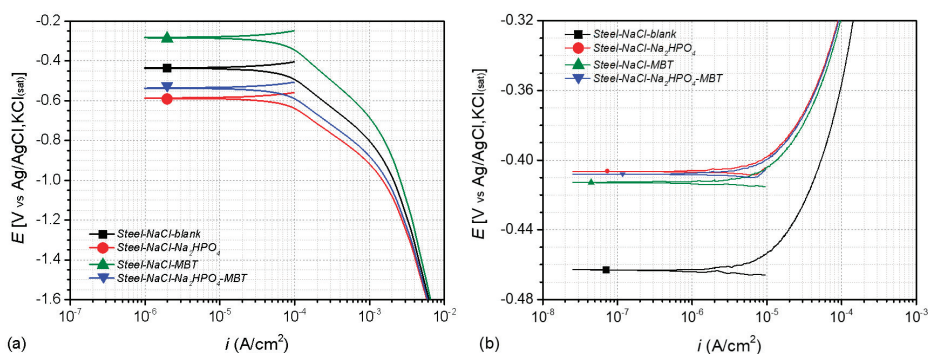 -0.2
-0.4
-0.6
-0.8
-1.0
-1.2
-1.4
-1.6
E [V vs Ag/AgCl,KCl(sat)]
Steel-NaCl-blank
Steel-NaCl-Na2HPO4
Steel-NaCl-MBT
Steel-NaCl-Na2HPO4-MBT
10-7 10-6 10-5 10-4 10-3 10-2
(a)
i (A/cm2)
-0.32
-0.36
-0.40
-0.44
-0.48
E [V vs Ag/AgCl,KCl(sat)]
Steel-NaCl-blank
Steel-NaCl-Na2HPO4
Steel-NaCl-MBT
Steel-NaCl-Na2HPO4-MBT
10-8 10-7 10-6 10-5 10-4 10-3
(b)
i (A/cm2)